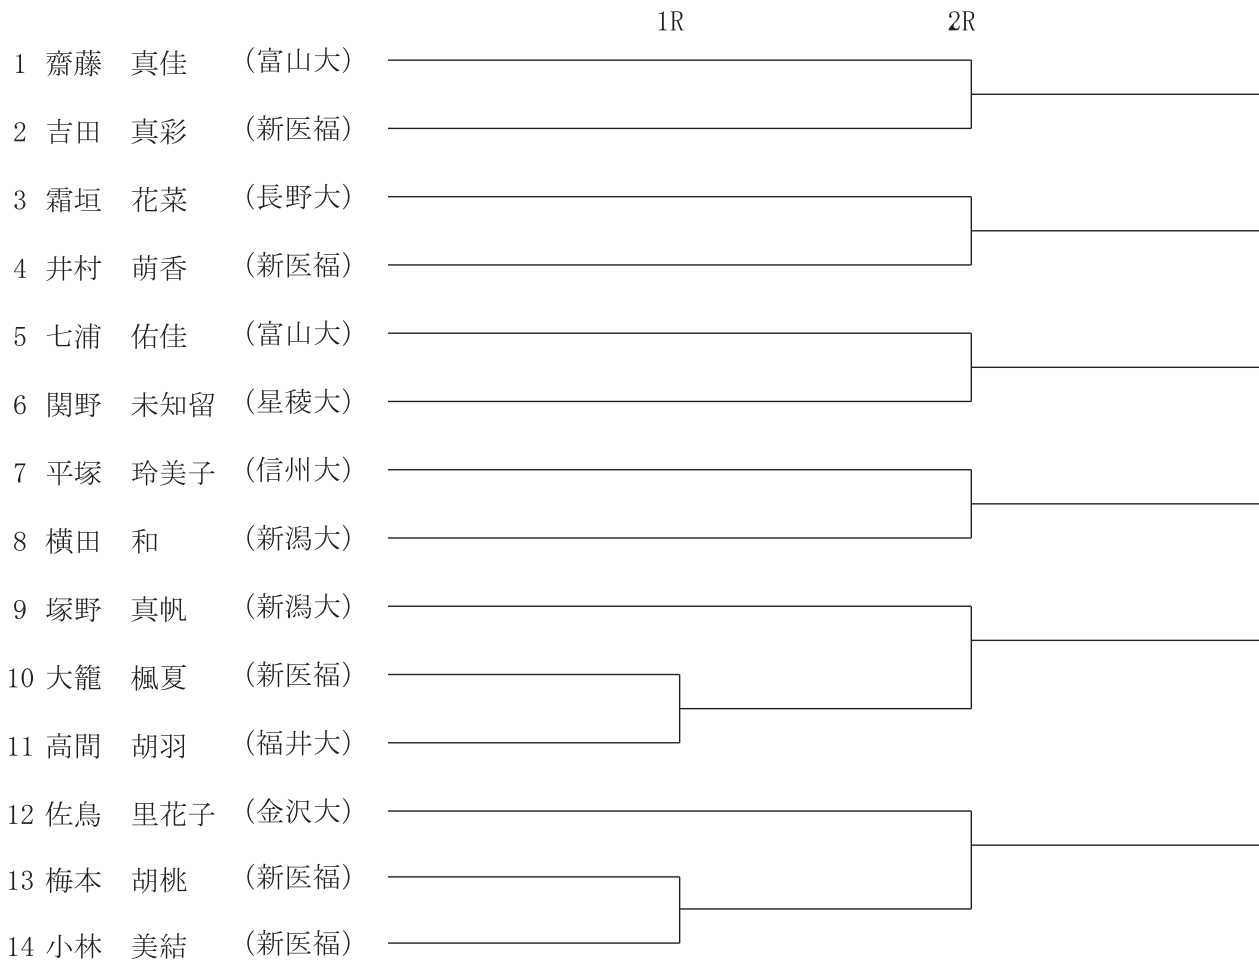 1R 2R
1 齋藤 真佳 (富山大)
2 吉田 真彩 (新医福)
3 霜垣 花菜 (長野大)
4 井村 萌香 (新医福)
5 七浦 佑佳 (富山大)
6 関野 未知留 (星稜大)
7 平塚 玲美子 (信州大)
8 横田 和 (新潟大)
9 塚野 真帆 (新潟大)
10 大籠 楓夏 (新医福)
11 高間 胡羽 (福井大)
12 佐鳥 里花子 (金沢大)
13 梅本 胡桃 (新医福)
14 小林 美結 (新医福)